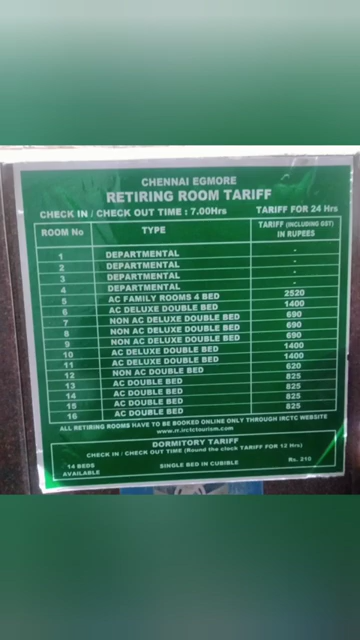 CHENNAI EGMORE
RETIRING ROOM TARIFF
CHECK IN / CHECK OUT TIME : 7.00Hrs TARIFF FOR 24 Hrs
ROOM No TYPE TARIFF (INCLUDING GST) IN RUPEES
1 DEPARTMENTAL -
2 DEPARTMENTAL -
3 DEPARTMENTAL -
4 DEPARTMENTAL -
5 AC FAMILY ROOMS 4 BED 2520
6 AC DELUXE DOUBLE BED 1400
7 NON AC DELUXE DOUBLE BED 690
8 NON AC DELUXE DOUBLE BED 690
9 NON AC DELUXE DOUBLE BED 690
10 AC DELUXE DOUBLE BED 1400
11 AC DELUXE DOUBLE BED 1400
12 NON AC DOUBLE BED 620
13 AC DOUBLE BED 825
14 AC DOUBLE BED 825
15 AC DOUBLE BED 825
16 AC DOUBLE BED 825
ALL RETIRING ROOMS HAVE TO BE BOOKED ONLINE ONLY THROUGH IRCTC WEBSITE
www.rr.irctctourism.com
DORMITORY TARIFF
CHECK IN / CHECK OUT TIME (Round the clock TARIFF FOR 12 Hrs)
14 BEDS AVAILABLE SINGLE BED IN CUBIBLE Rs. 210